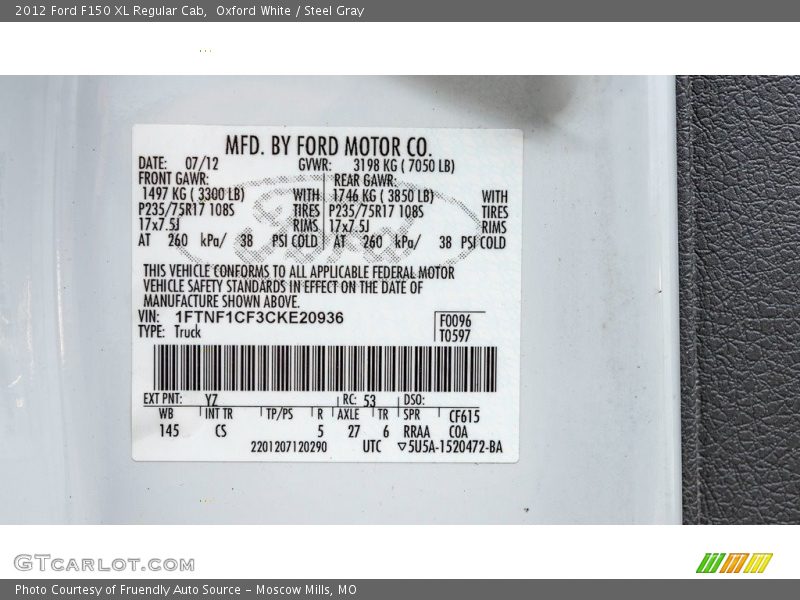 2012 Ford F150 XL Regular Cab,  Oxford White / Steel Gray
MFD. BY FORD MOTOR CO.
DATE: 07/12 GVWR: 3198 KG ( 7050 LB)
FRONT GAWR: REAR GAWR:
1497 KG ( 3300 LB) WITH 1746 KG ( 3850 LB) WITH
P235/75R17 108S TIRES P235/75R17 108S TIRES
17x7.5J RIMS 17x7.5J RIMS
AT 260 kPa/ 38 PSI COLD AT 260 kPa/ 38 PSI COLD
Ford
THIS VEHICLE CONFORMS TO ALL APPLICABLE FEDERAL MOTOR
VEHICLE SAFETY STANDARDS IN EFFECT ON THE DATE OF
MANUFACTURE SHOWN ABOVE.
VIN: 1FTNF1CF3CKE20936 F0096
TYPE: Truck T0597
EXT PNT: YZ RC: 53 DSO:
WB INT TR TP/PS R AXLE TR SPR CF615
145 CS 5 27 6 RRAA COA
2201207120290 UTC ▽5U5A-1520472-BA
GTCARLOT.COM
Photo Courtesy of Fruendly Auto Source - Moscow Mills, MO